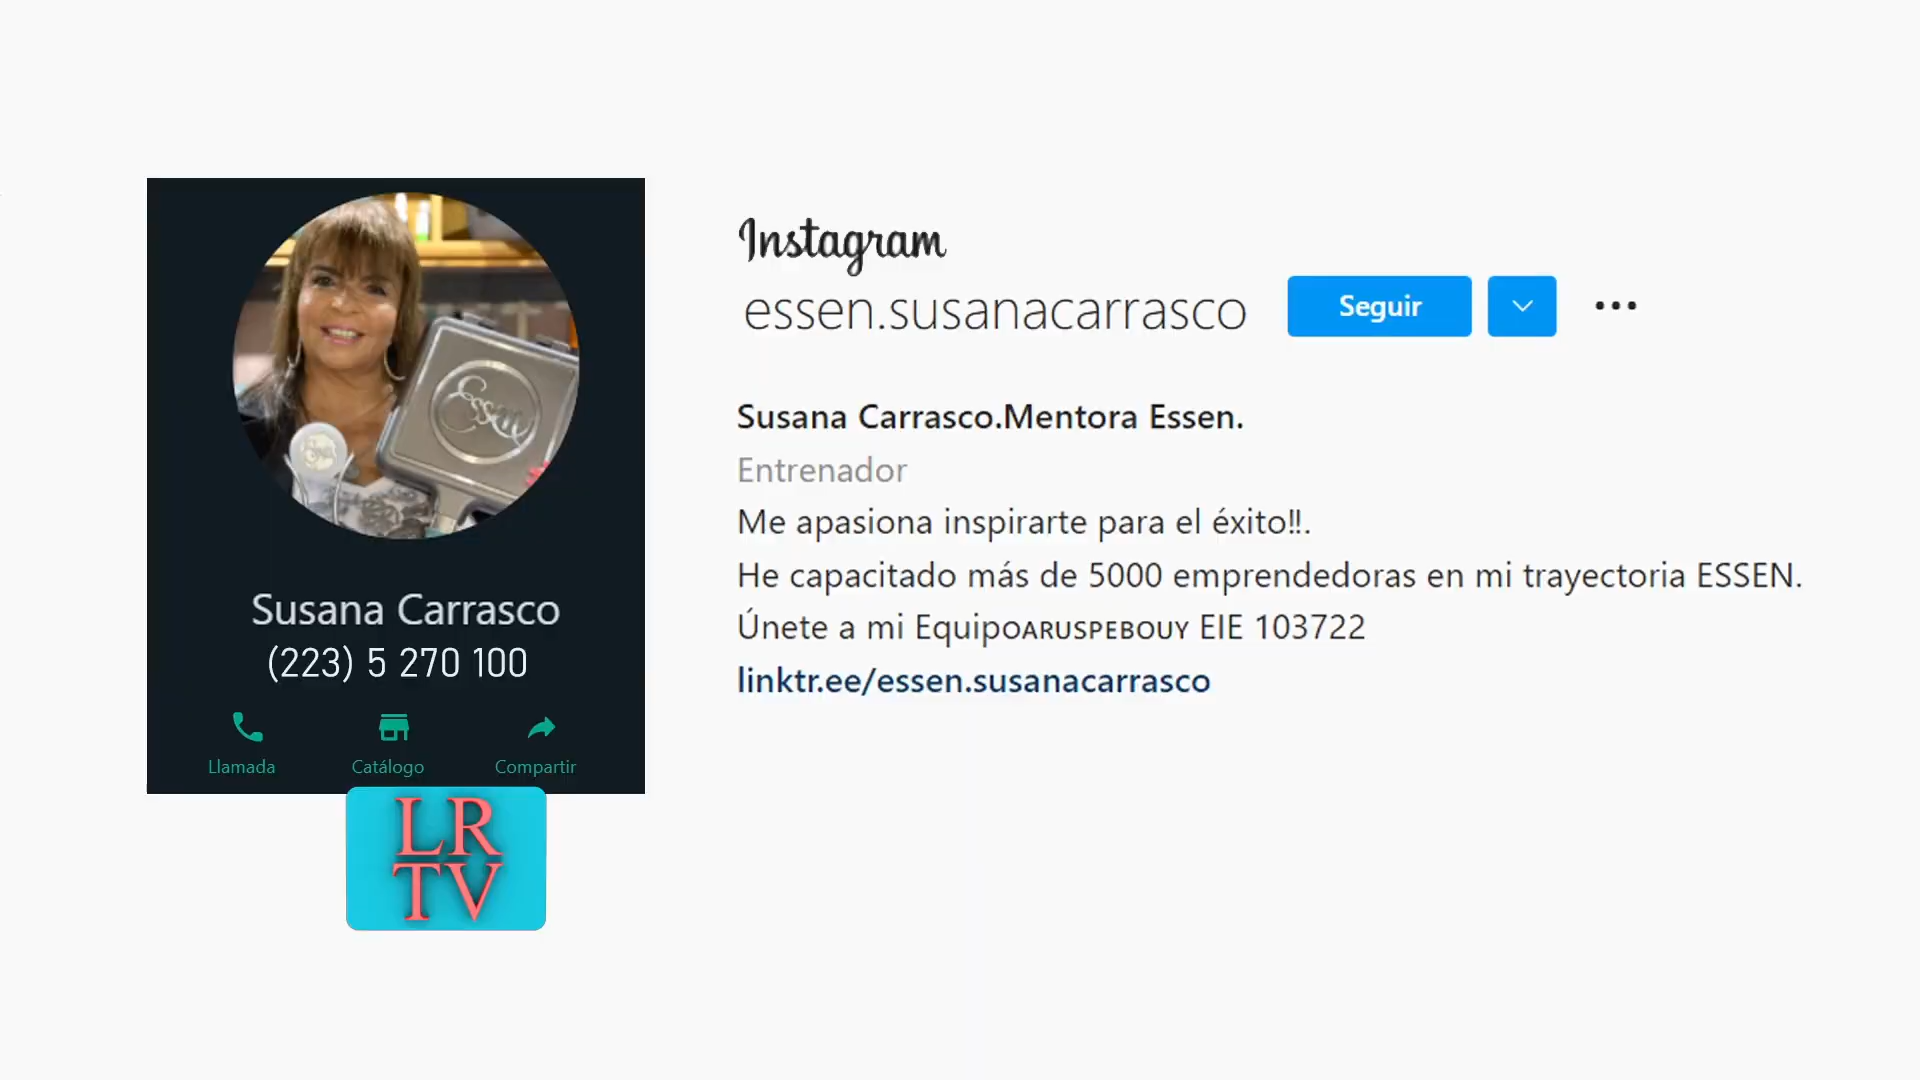 Essen
Susana Carrasco
(223) 5 270 100
Llamada
Catálogo
Compartir
LR
TV
Instagram
essen.susanacarrasco
Seguir
Susana Carrasco.Mentora Essen.
Entrenador
Me apasiona inspirarte para el éxito!!.
He capacitado más de 5000 emprendedoras en mi trayectoria ESSEN.
Únete a mi EquipoᴀʀᴜsᴘᴇʙᴏᴜY EIE 103722
linktr.ee/essen.susanacarrasco